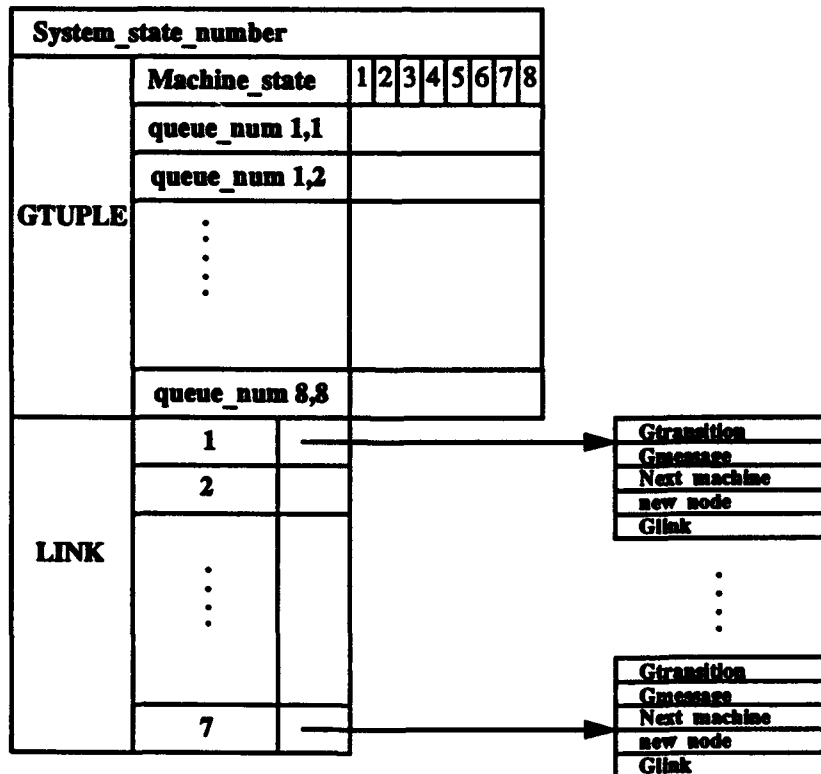 System_state_number
Machine_state 1 2 3 4 5 6 7 8
queue_num 1,1
queue_num 1,2
GTUPLE
queue_num 8,8
LINK
1
2
7
Gtransition
Gmessage
Next machine
new node
Glink
Gtransition
Gmessage
Next machine
new node
Glink